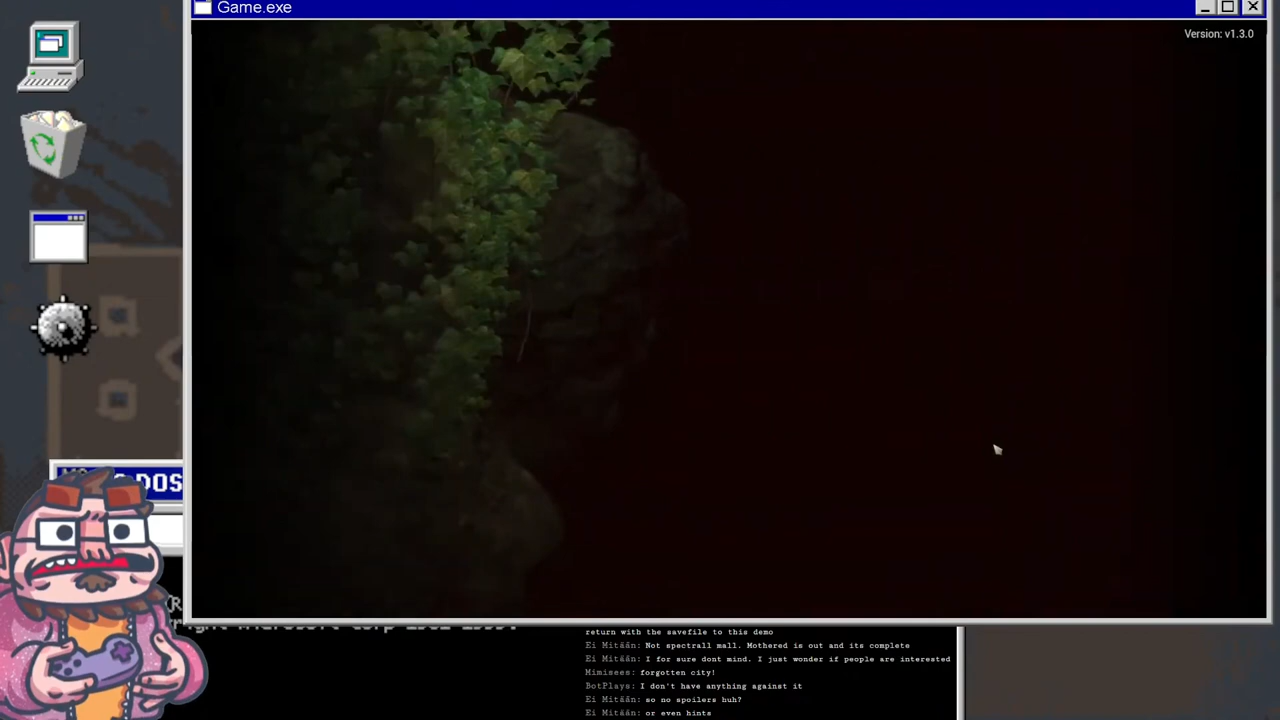 Game.exe
Version: v1.3.0
DOS
return with the savefile to this demo
Ei Mitään: Not spectrall mall. Mothered is out and its complete
Ei Mitään: I for sure dont mind. I just wonder if people are interested
Mimisees: forgotten city!
BotPlays: I don't have anything against it
Ei Mitään: so no spoilers huh?
Ei Mitään: or even hints